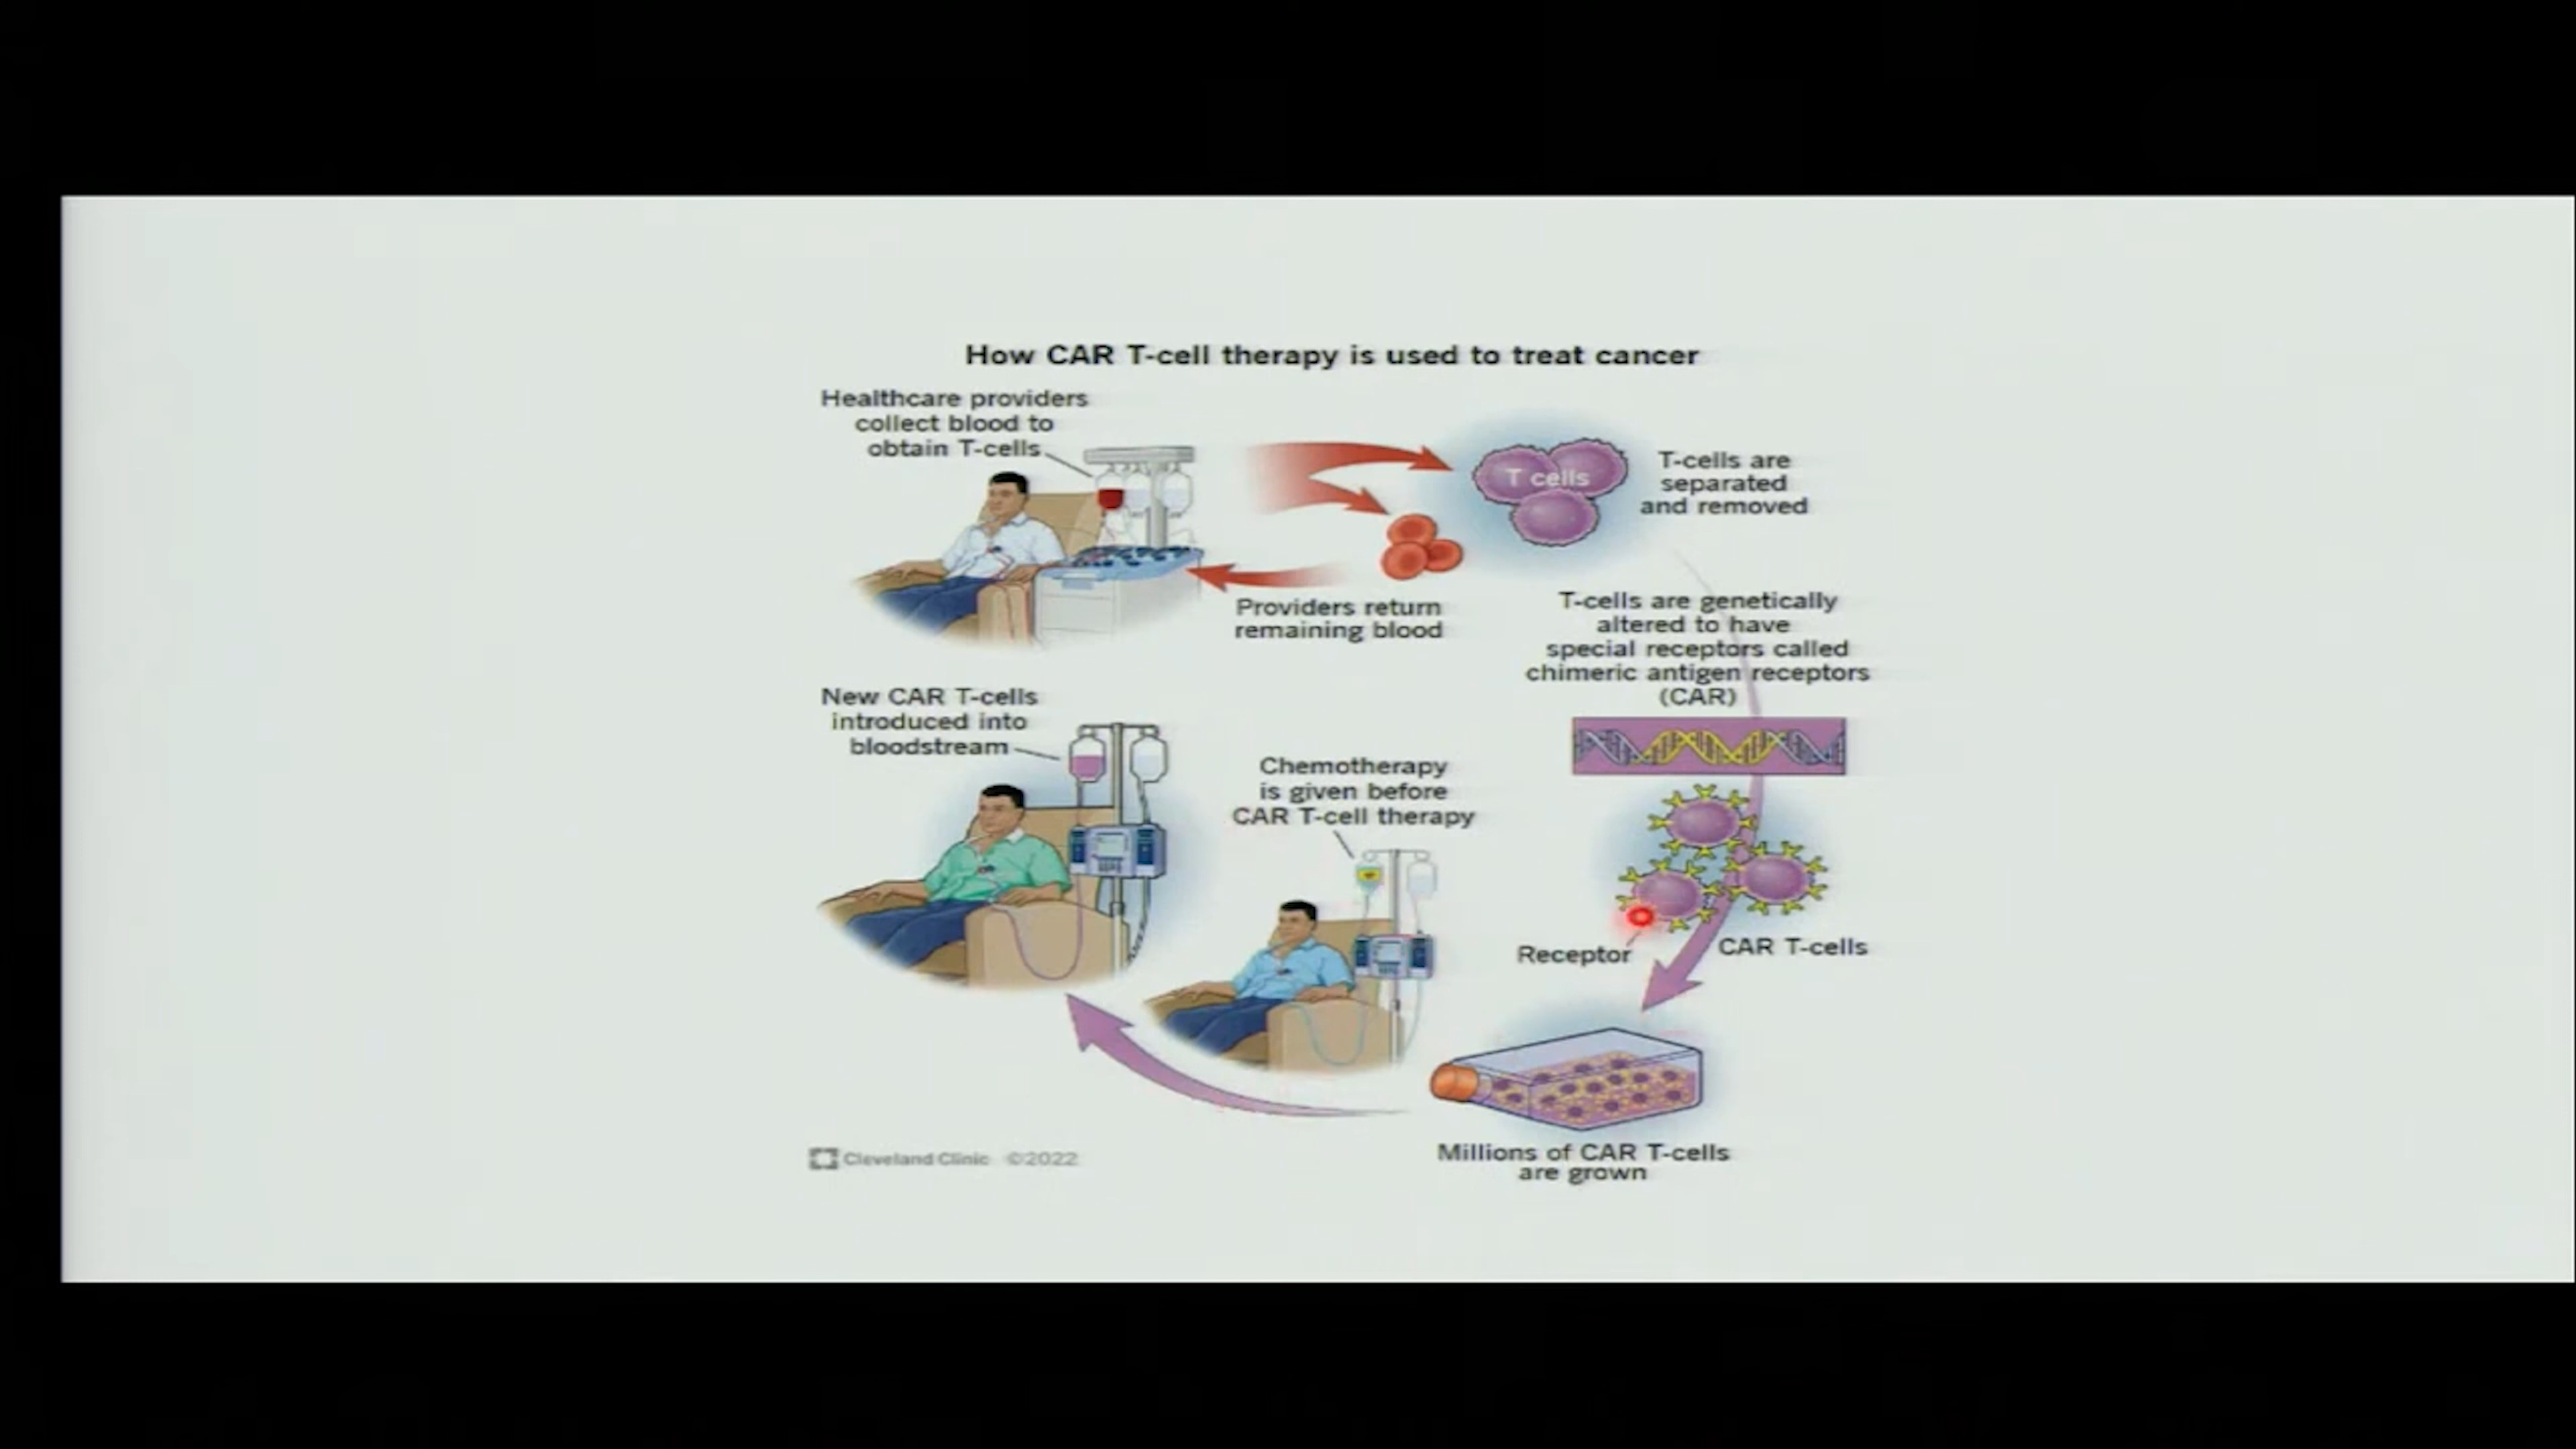 How CAR T-cell therapy is used to treat cancer
Healthcare providers
collect blood to
obtain T-cells
T cells
T-cells are
separated
and removed
Providers return
remaining blood
T-cells are genetically
altered to have
special receptors called
chimeric antigen receptors
(CAR)
Receptor
CAR T-cells
Millions of CAR T-cells
are grown
Chemotherapy
is given before
CAR T-cell therapy
New CAR T-cells
introduced into
bloodstream
Cleveland Clinic ©2022